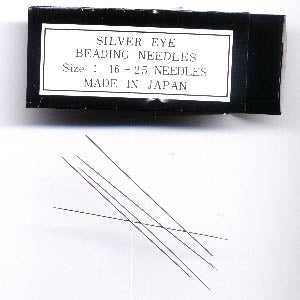 SILVER EYE
BEADING NEEDLES
Size : 16 - 25 NEEDLES
MADE IN JAPAN